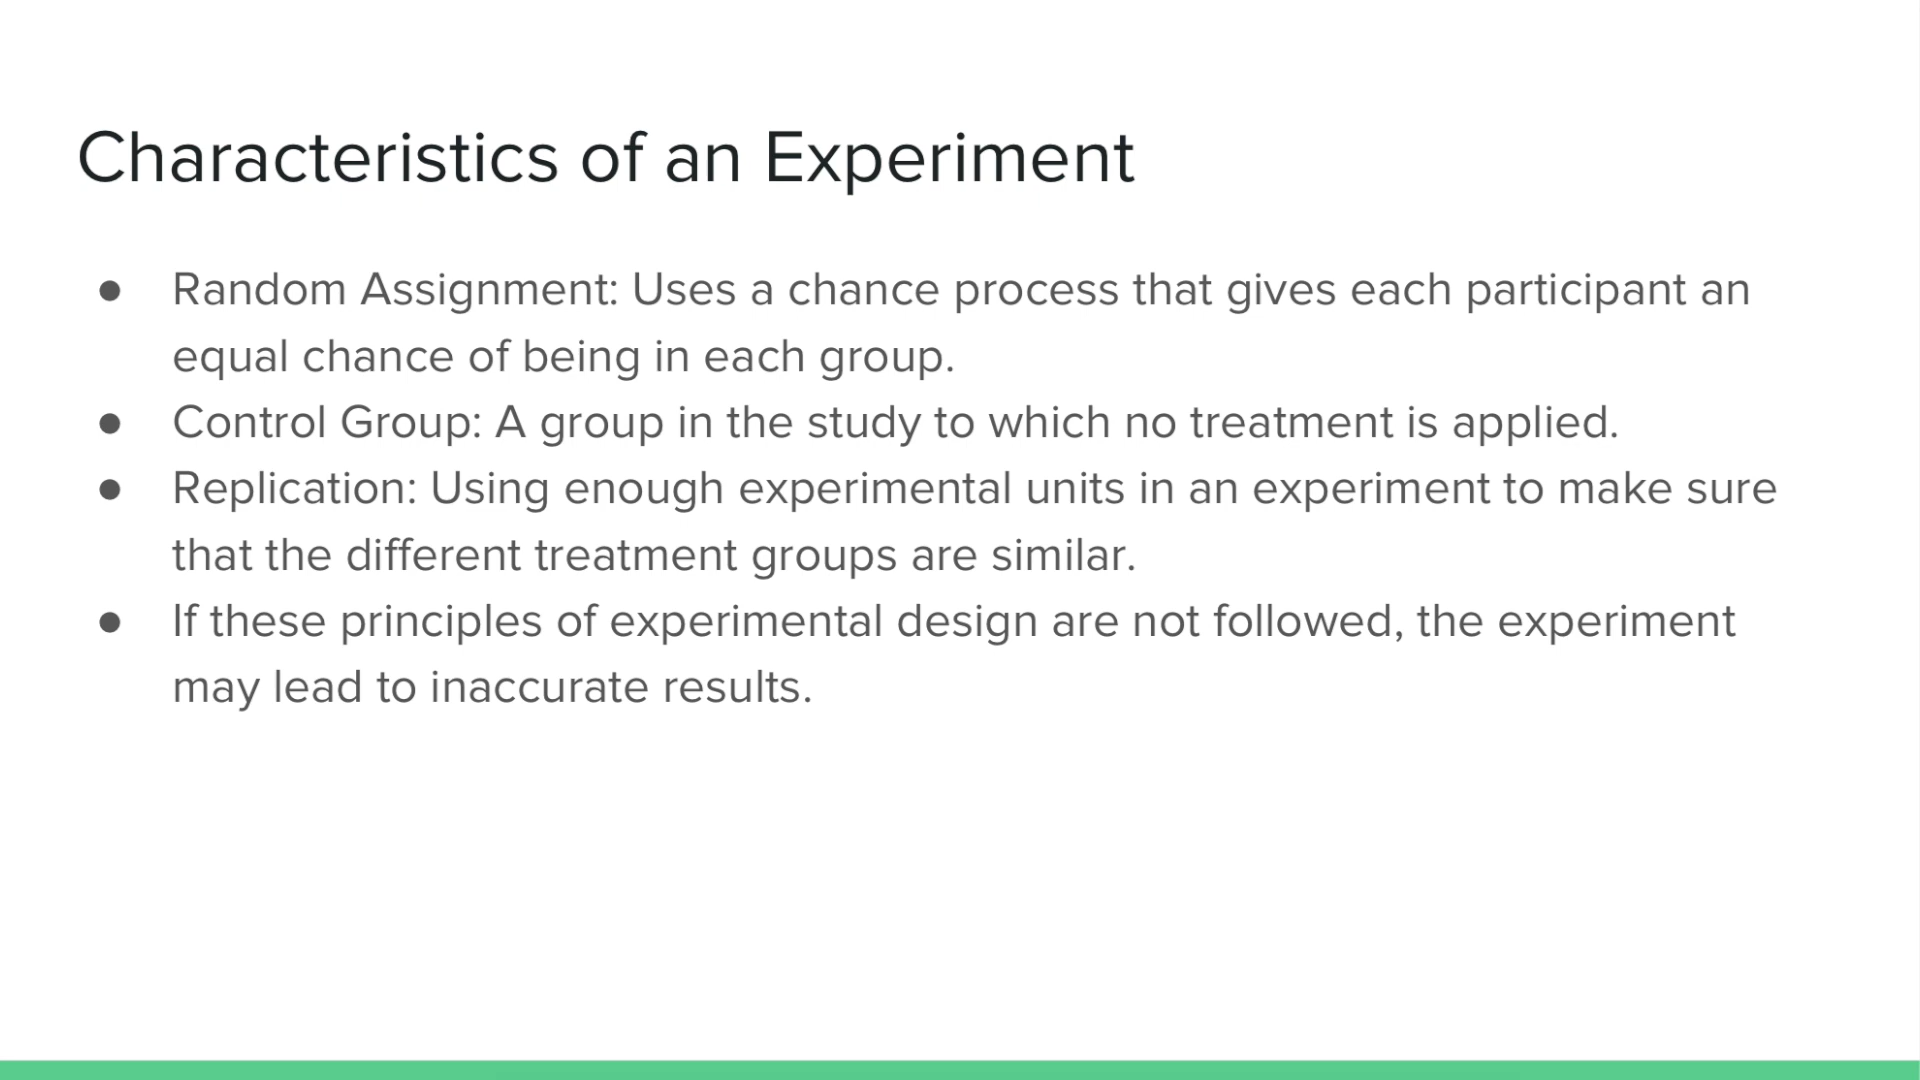 Characteristics of an Experiment
● Random Assignment: Uses a chance process that gives each participant an
equal chance of being in each group.
● Control Group: A group in the study to which no treatment is applied.
● Replication: Using enough experimental units in an experiment to make sure
that the different treatment groups are similar.
● If these principles of experimental design are not followed, the experiment
may lead to inaccurate results.